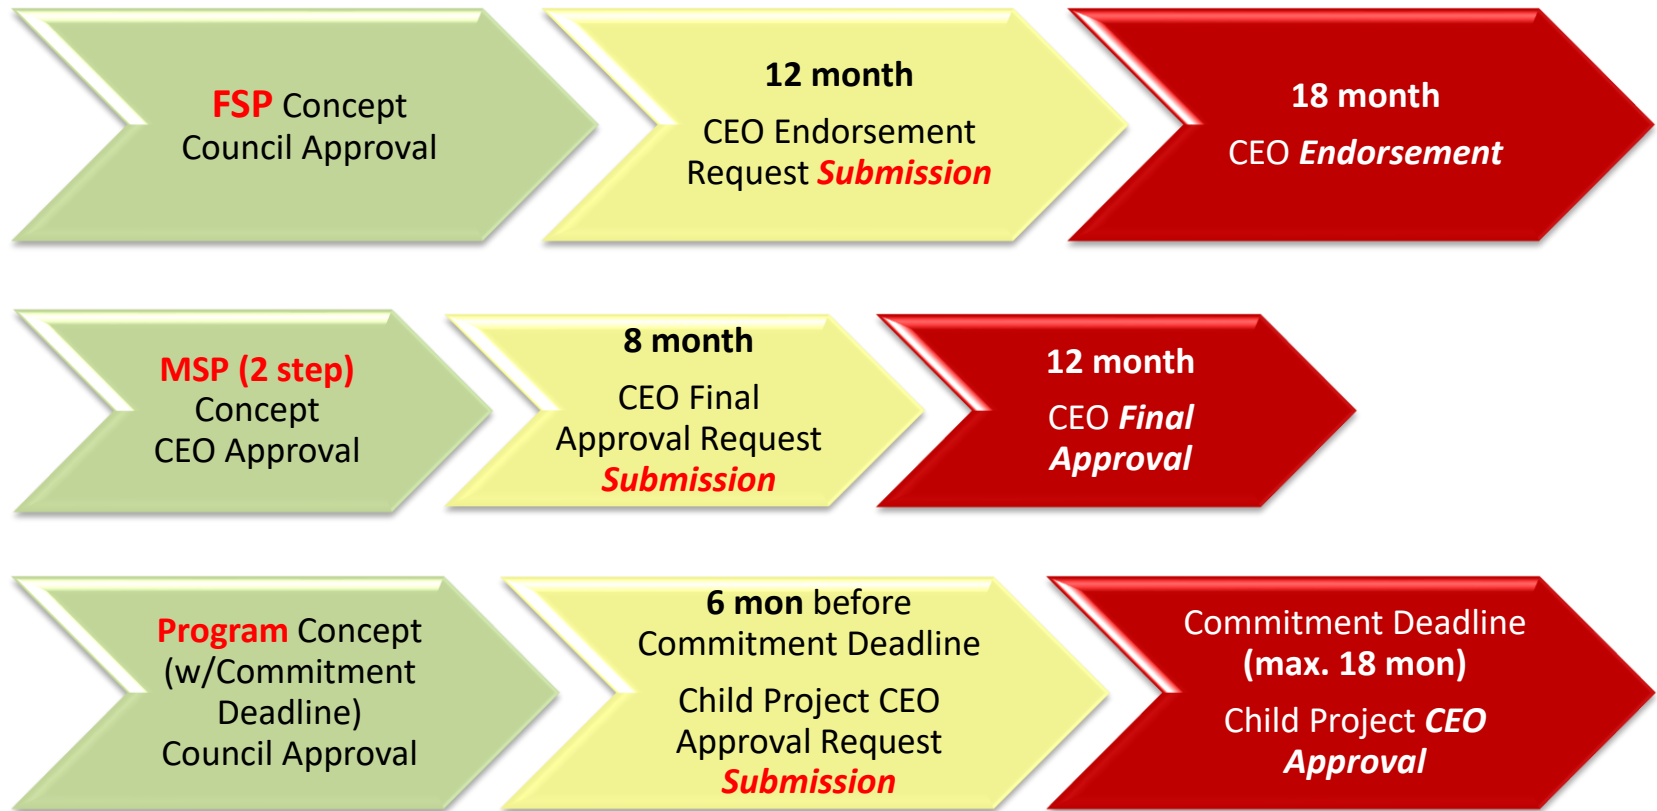 FSP Concept
Council Approval
12 month
CEO Endorsement
Request Submission
18 month
CEO Endorsement
MSP (2 step)
Concept
CEO Approval
8 month
CEO Final
Approval Request
Submission
12 month
CEO Final
Approval
Program Concept
(w/Commitment
Deadline)
Council Approval
6 mon before
Commitment Deadline
Child Project CEO
Approval Request
Submission
Commitment Deadline
(max. 18 mon)
Child Project CEO
Approval